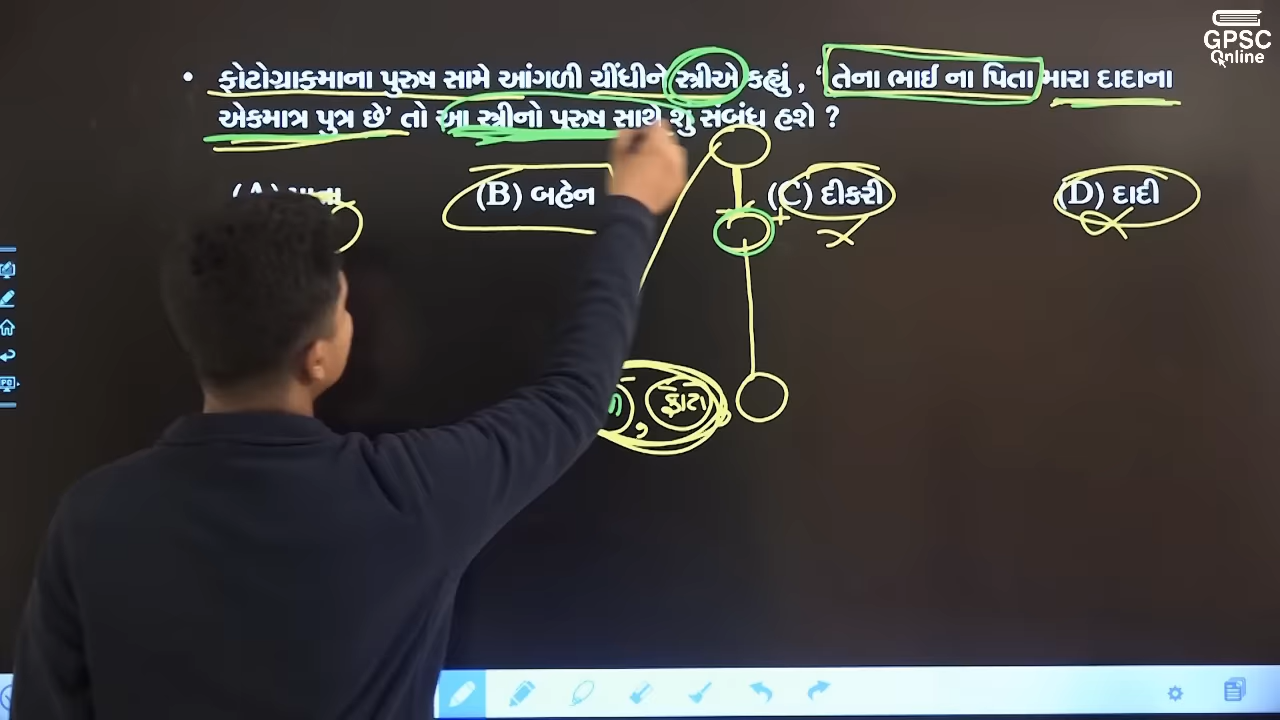 GPSC
Online
• ફોટોગ્રાફમાના પુરુષ સામે આંગળી ચીંધીને સ્ત્રીએ કહ્યું , ‘ તેના ભાઈ ના પિતા મારા દાદાના
એકમાત્ર પુત્ર છે’ તો આ સ્ત્રીનો પૂરુષ સાથે શું સંબંધ હશે ?
(B) બહેન (C) દીકરી (D) દાદી
ફોટો